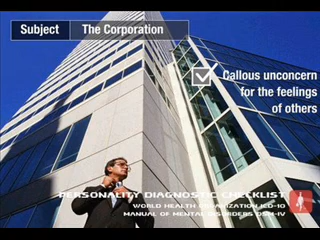 Subject The Corporation
Callous unconcern
for the feelings
of others
PERSONALITY DIAGNOSTIC CHECKLIST
WORLD HEALTH ORGANIZATION ICD-10
MANUAL OF MENTAL DISORDERS DSM-IV